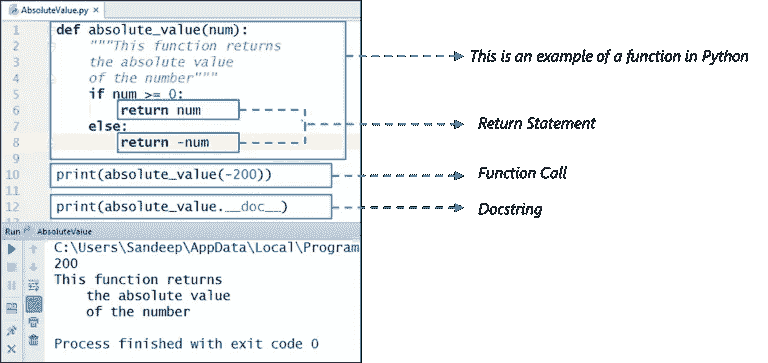 AbsoluteValue.py ×
1 def absolute_value(num):
2 """This function returns
3 the absolute value
4 of the number"""
5 if num >= 0:
6 return num
7 else:
8 return -num
9
10 print(absolute_value(-200))
11
12 print(absolute_value.__doc__)
This is an example of a function in Python
Return Statement
Function Call
Docstring
Run AbsoluteValue
C:\Users\Sandeep\AppData\Local\Program
200
This function returns
the absolute value
of the number
Process finished with exit code 0